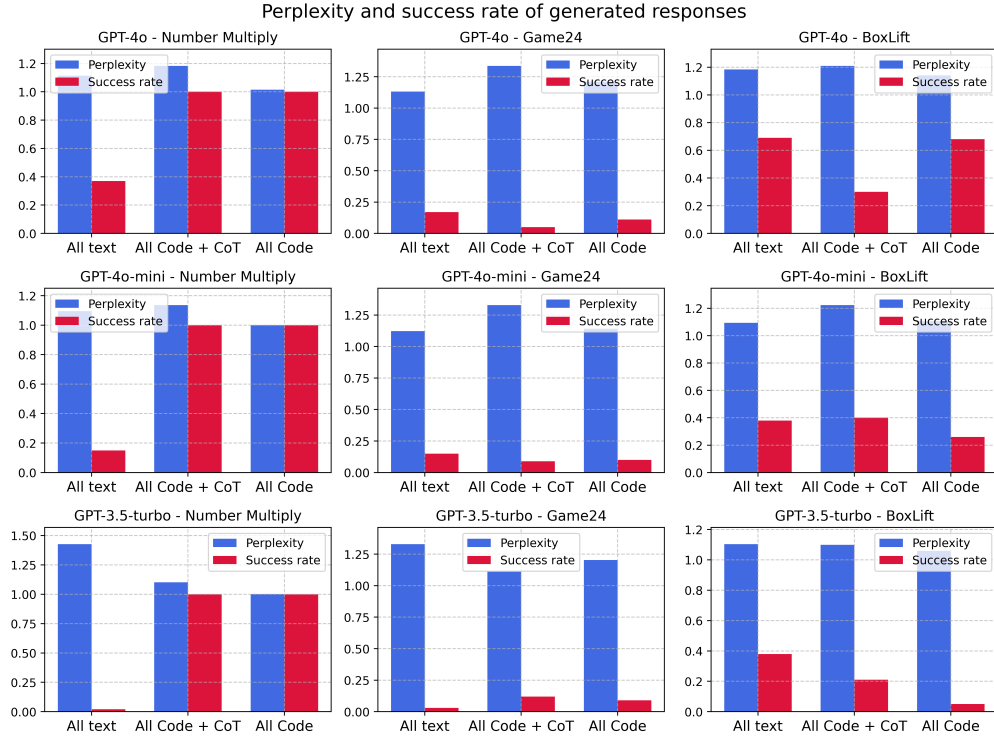 Perplexity and success rate of generated responses
GPT-4o - Number Multiply
1.2
1.0
0.8
0.6
0.4
0.2
0.0
Perplexity
Success rate
All text
All Code + CoT
All Code
GPT-4o - Game24
1.25
1.00
0.75
0.50
0.25
0.00
Perplexity
Success rate
All text
All Code + CoT
All Code
GPT-4o - BoxLift
1.2
1.0
0.8
0.6
0.4
0.2
0.0
Perplexity
Success rate
All text
All Code + CoT
All Code
GPT-4o-mini - Number Multiply
1.2
1.0
0.8
0.6
0.4
0.2
0.0
Perplexity
Success rate
All text
All Code + CoT
All Code
GPT-4o-mini - Game24
1.25
1.00
0.75
0.50
0.25
0.00
Perplexity
Success rate
All text
All Code + CoT
All Code
GPT-4o-mini - BoxLift
1.2
1.0
0.8
0.6
0.4
0.2
0.0
Perplexity
Success rate
All text
All Code + CoT
All Code
GPT-3.5-turbo - Number Multiply
1.50
1.25
1.00
0.75
0.50
0.25
0.00
Perplexity
Success rate
All text
All Code + CoT
All Code
GPT-3.5-turbo - Game24
1.25
1.00
0.75
0.50
0.25
0.00
Perplexity
Success rate
All text
All Code + CoT
All Code
GPT-3.5-turbo - BoxLift
1.2
1.0
0.8
0.6
0.4
0.2
0.0
Perplexity
Success rate
All text
All Code + CoT
All Code